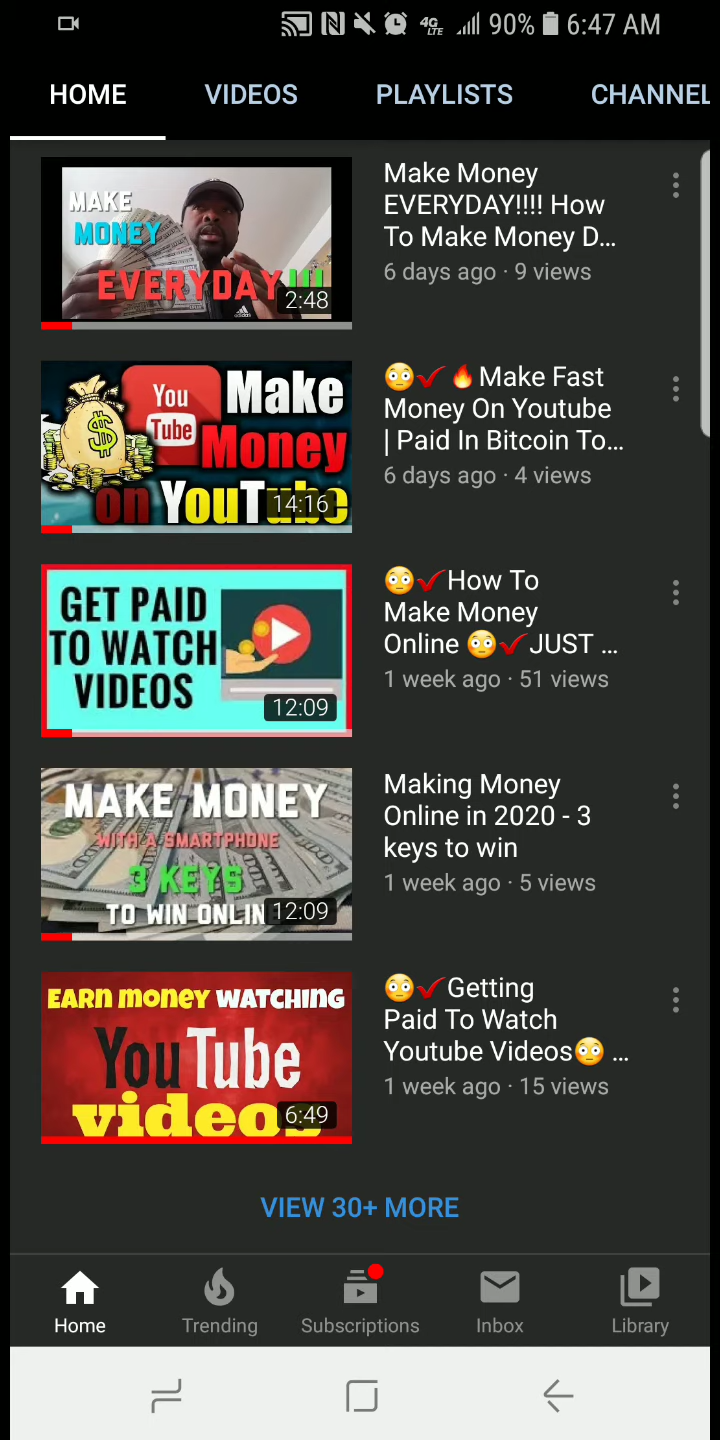 4G LTE 90% 6:47 AM
HOME VIDEOS PLAYLISTS CHANNEL
MAKE
MONEY
EVERYDAY!!!
adidas
2:48
Make Money
EVERYDAY!!!! How
To Make Money D...
6 days ago · 9 views
You
Tube
Make
Money
on YouTube
14:16
😳✔🔥Make Fast
Money On Youtube
| Paid In Bitcoin To...
6 days ago · 4 views
GET PAID
TO WATCH
VIDEOS
12:09
😳✔How To
Make Money
Online 😳✔JUST ...
1 week ago · 51 views
MAKE MONEY
WITH A SMARTPHONE
3 KEYS
TO WIN ONLIN
12:09
Making Money
Online in 2020 - 3
keys to win
1 week ago · 5 views
EARN money WATCHING
YouTube
videos
6:49
😳✔Getting
Paid To Watch
Youtube Videos😳 ...
1 week ago · 15 views
VIEW 30+ MORE
Home Trending Subscriptions Inbox Library